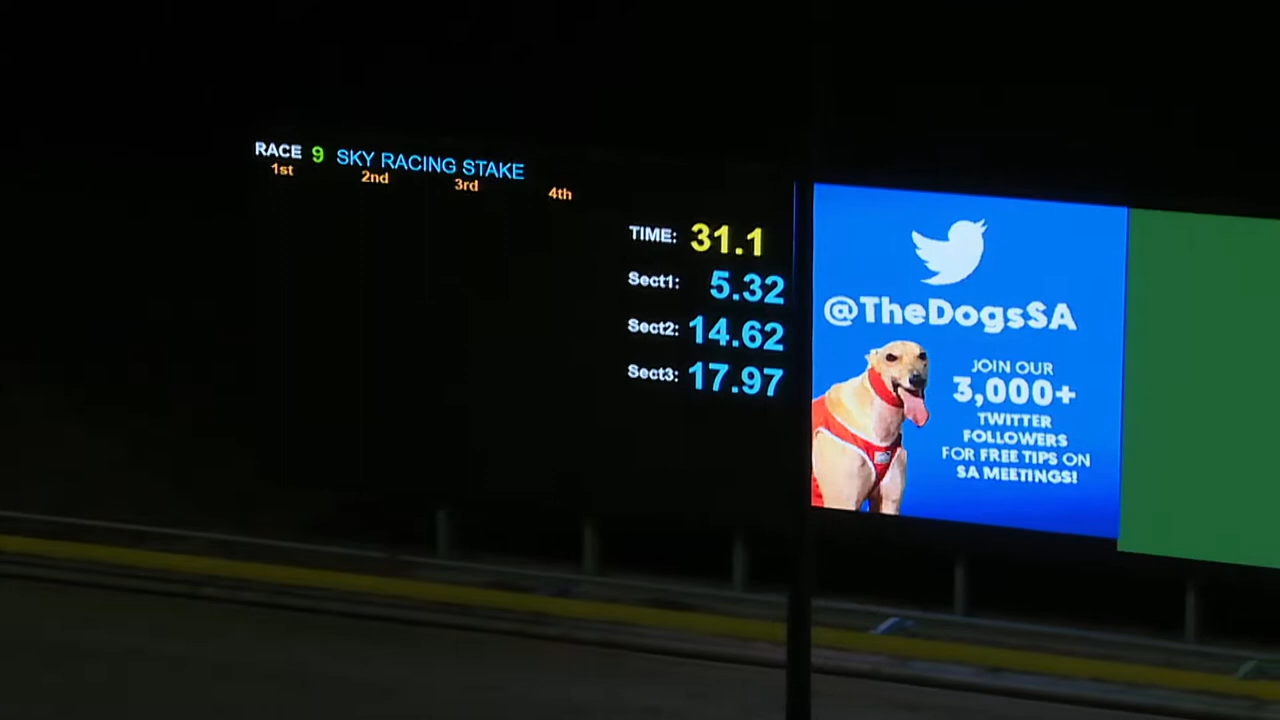 RACE 9 SKY RACING STAKE
1st 2nd 3rd 4th
TIME: 31.1
Sect1: 5.32
Sect2: 14.62
Sect3: 17.97
@TheDogsSA
JOIN OUR
3,000+
TWITTER
FOLLOWERS
FOR FREE TIPS ON
SA MEETINGS!